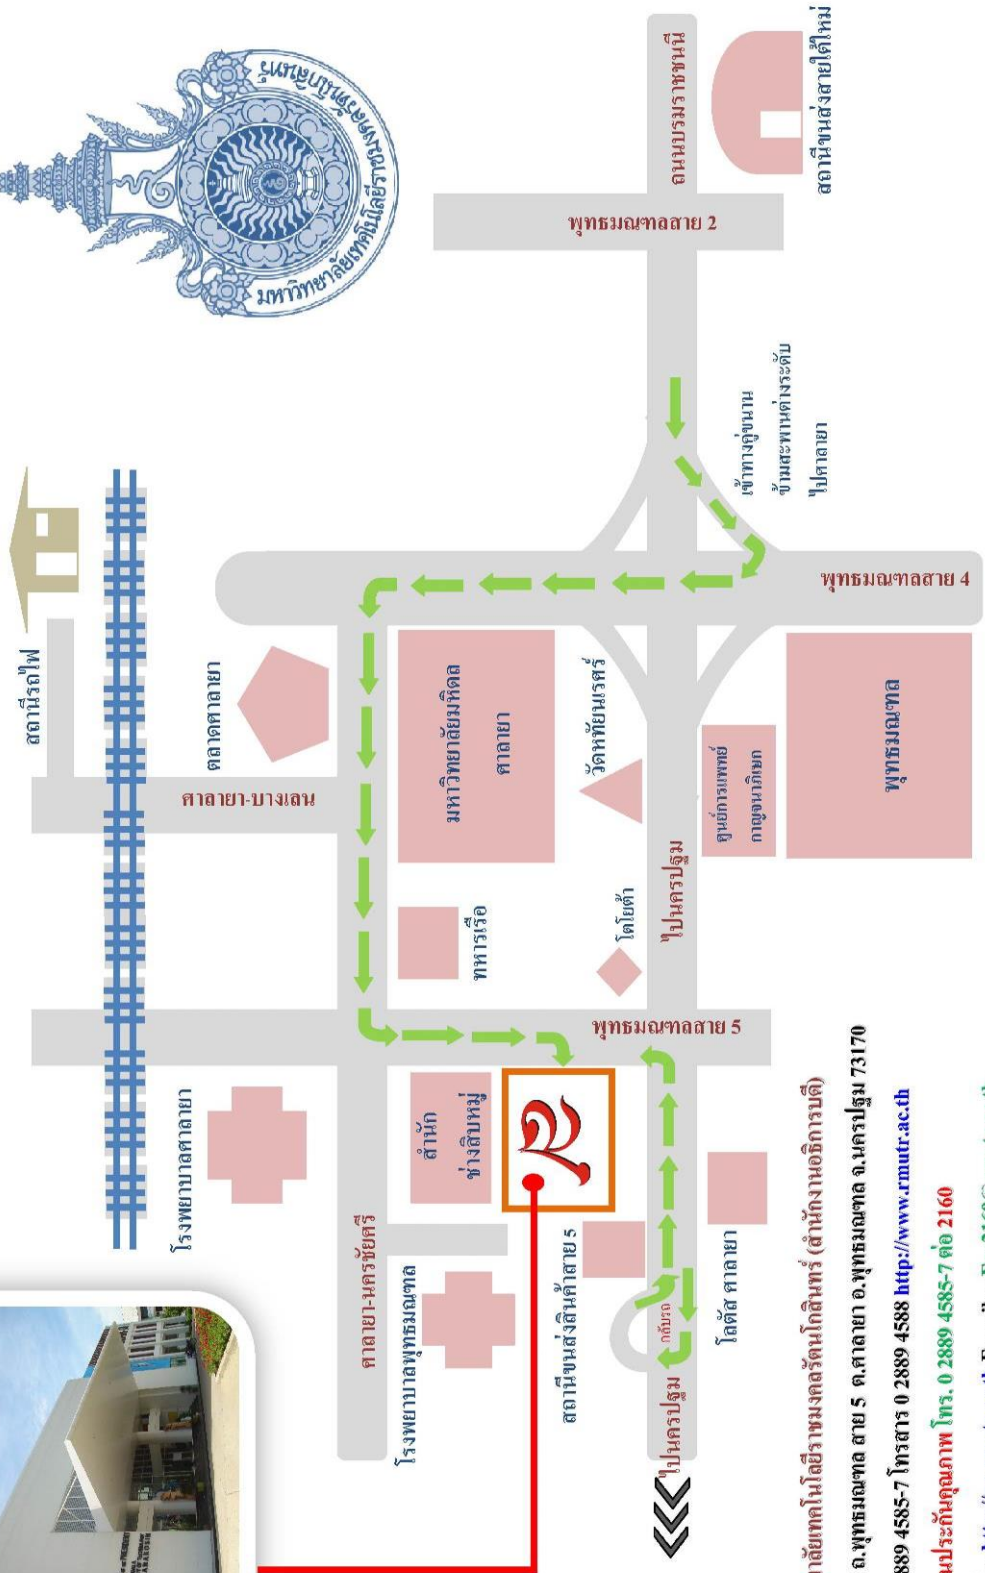 มหาวิทยาลัยเทคโนโลยีราชมงคลรัตนโกสินทร์
สถานีรถไฟ
ตลาดศาลายา
ศาลายา-บางเลน
โรงพยาบาลศาลายา
ศาลายา-นครชัยศรี
โรงพยาบาลพุทธมณฑล
สำนัก
ช่างสิบหมู่
ทหารเรือ
มหาวิทยาลัยมหิดล
ศาลายา
วัดหทัยนเรศร์
โตโยต้า
พุทธมณฑลสาย 2
ถนนบรมราชชนนี
สถานีขนส่งสายใต้ใหม่
เข้าทางคู่ขนาน
ข้ามสะพานต่างระดับ
ไปศาลายา
พุทธมณฑลสาย 4
ศูนย์การแพทย์
กาญจนาภิเษก
พุทธมณฑล
ไปนครปฐม
พุทธมณฑลสาย 5
ส
สถานีขนส่งสินค้าสาย 5
กลับรถ
โลตัส ศาลายา
ไปนครปฐม
าลัยเทคโนโลยีราชมงคลรัตนโกสินทร์ (สำนักงานอธิการบดี)
ถ.พุทธมณฑล สาย 5 ต.ศาลายา อ.พุทธมณฑล จ.นครปฐม 73170
889 4585-7 โทรสาร 0 2889 4588 http://www.rmutr.ac.th
นประกันคุณภาพ โทร. 0 2889 4585-7 ต่อ 2160